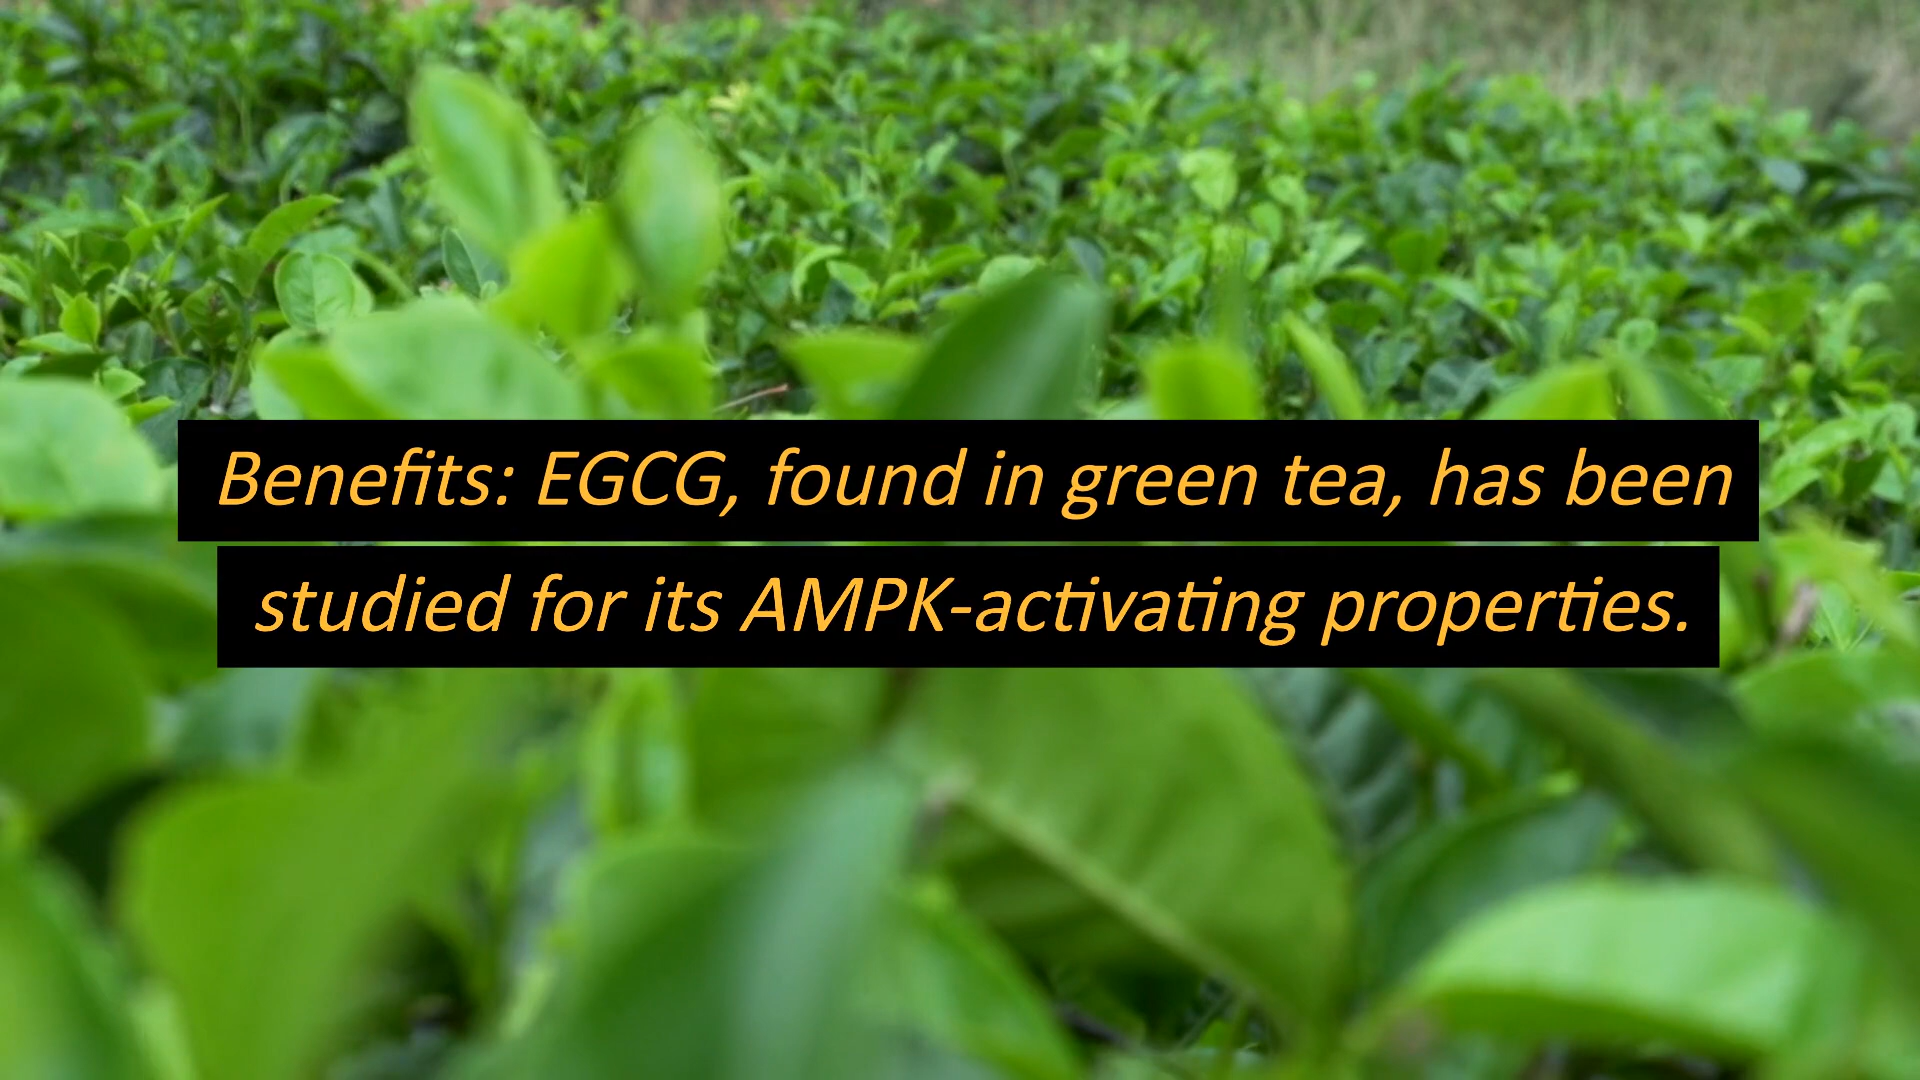 Benefits: EGCG, found in green tea, has been
studied for its AMPK-activating properties.